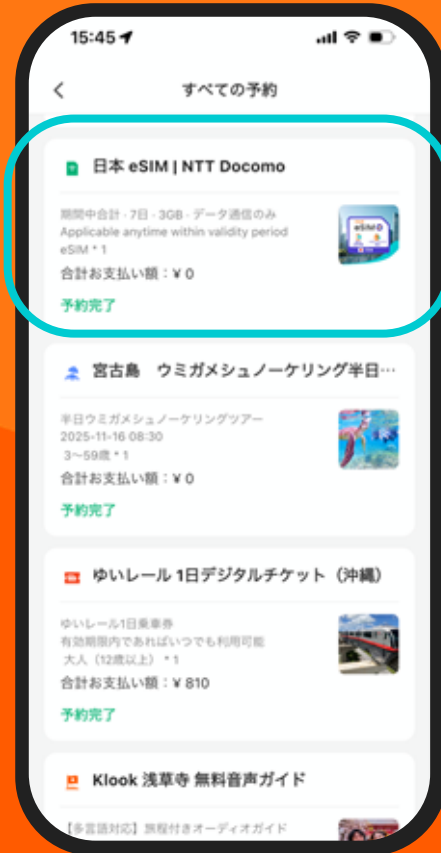 15:45
すべての予約
日本 eSIM | NTT Docomo
期間中合計 · 7日 · 3GB · データ通信のみ
Applicable anytime within validity period
eSIM * 1
合計お支払い額：¥ 0
予約完了
宮古島　ウミガメシュノーケリング半日…
半日ウミガメシュノーケリングツアー
2025-11-16 08:30
3～59歳 * 1
合計お支払い額：¥ 0
予約完了
ゆいレール 1日デジタルチケット（沖縄）
ゆいレール1日乗車券
有効期限内であればいつでも利用可能
大人（12歳以上） * 1
合計お支払い額：¥ 810
予約完了
Klook 浅草寺 無料音声ガイド
【多言語対応】旅程付きオーディオガイド